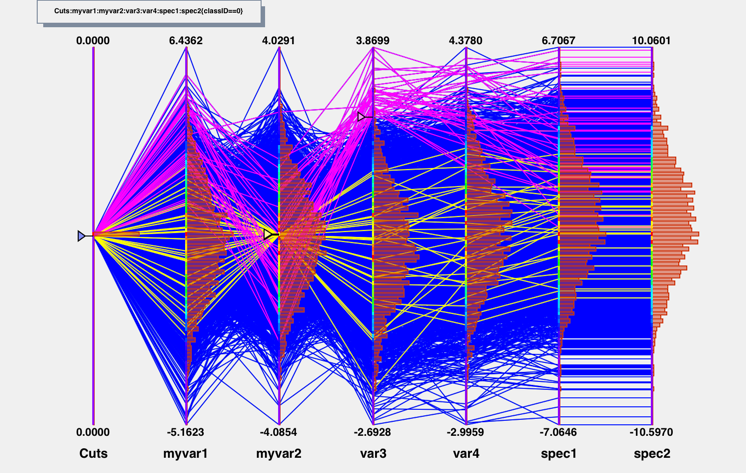 Cuts:myvar1:myvar2:var3:var4:spec1:spec2{classID==0}
0.0000 6.4362 4.0291 3.8699 4.3780 6.7067 10.0601
0.0000 -5.1623 -4.0854 -2.6928 -2.9959 -7.0646 -10.5970
Cuts myvar1 myvar2 var3 var4 spec1 spec2